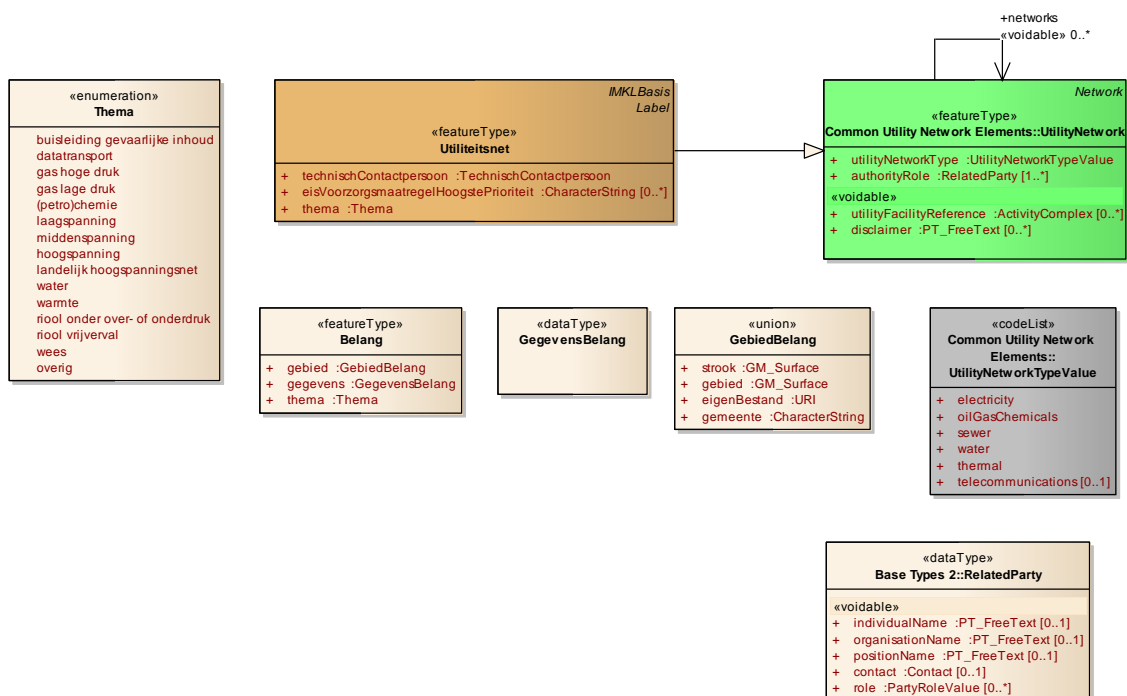 +networks
«voidable» 0..*
«enumeration»
Thema
buisleiding gevaarlijke inhoud
datatransport
gas hoge druk
gas lage druk
(petro)chemie
laagspanning
middenspanning
hoogspanning
landelijk hoogspanningsnet
water
warmte
riool onder over- of onderdruk
riool vrijverval
wees
overig
IMKLBasis
Label
«featureType»
Utiliteitsnet
+ technischContactpersoon :TechnischContactpersoon
+ eisVoorzorgsmaatregelHoogstePrioriteit :CharacterString [0..*]
+ thema :Thema
Network
«featureType»
Common Utility Network Elements::UtilityNetwork
+ utilityNetworkType :UtilityNetworkTypeValue
+ authorityRole :RelatedParty [1..*]
«voidable»
+ utilityFacilityReference :ActivityComplex [0..*]
+ disclaimer :PT_FreeText [0..*]
«featureType»
Belang
+ gebied :GebiedBelang
+ gegevens :GegevensBelang
+ thema :Thema
«dataType»
GegevensBelang
«union»
GebiedBelang
+ strook :GM_Surface
+ gebied :GM_Surface
+ eigenBestand :URI
+ gemeente :CharacterString
«codeList»
Common Utility Network
Elements::
UtilityNetworkTypeValue
+ electricity
+ oilGasChemicals
+ sewer
+ water
+ thermal
+ telecommunications [0..1]
«dataType»
Base Types 2::RelatedParty
«voidable»
+ individualName :PT_FreeText [0..1]
+ organisationName :PT_FreeText [0..1]
+ positionName :PT_FreeText [0..1]
+ contact :Contact [0..1]
+ role :PartyRoleValue [0..*]